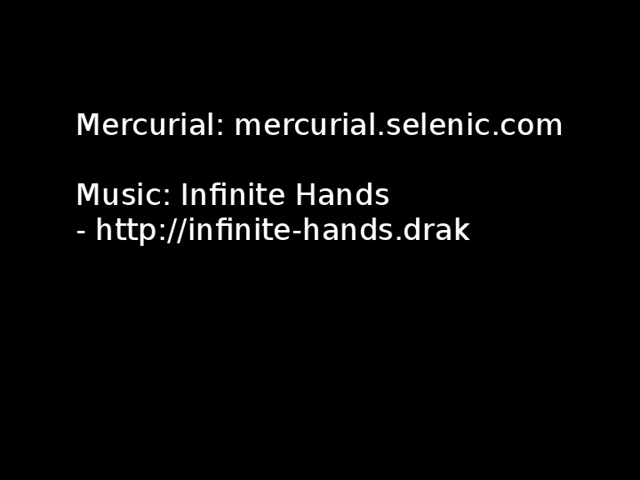 Mercurial: mercurial.selenic.com
Music: Infinite Hands
- http://infinite-hands.drak